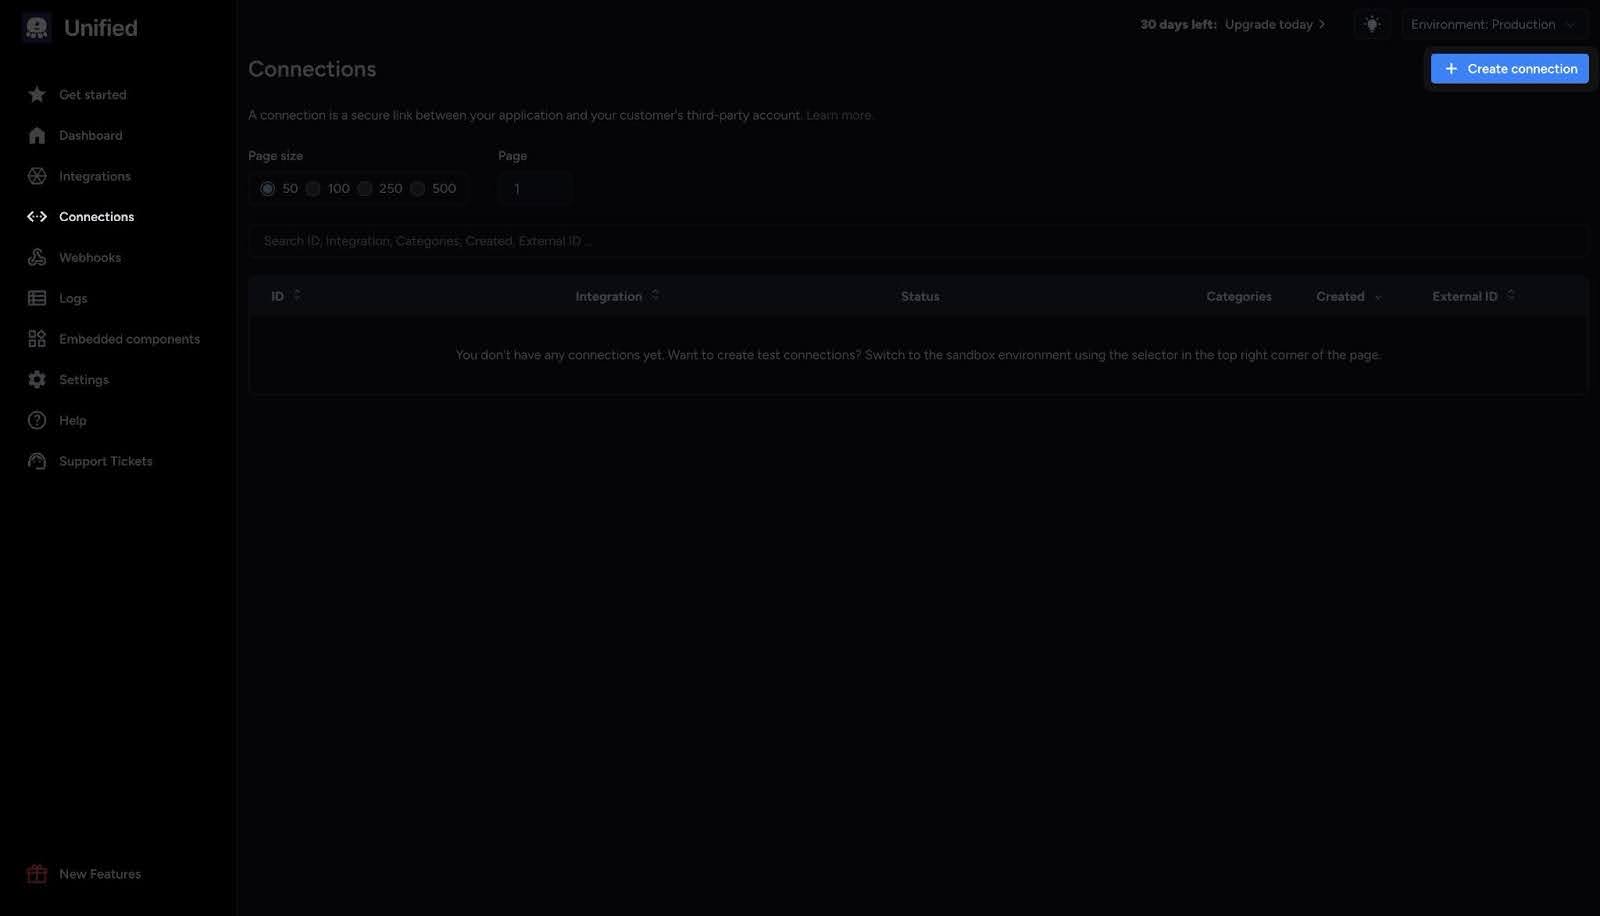 Unified
30 days left: Upgrade today
Environment: Production
Connections
Create connection
Get started
Dashboard
Integrations
Connections
Webhooks
Logs
Embedded components
Settings
Help
Support Tickets
New Features
A connection is a secure link between your application and your customer's third-party account. Learn more.
Page size
Page
50 100 250 500
1
Search ID, Integration, Categories, Created, External ID ...
ID Integration Status Categories Created External ID
You don't have any connections yet. Want to create test connections? Switch to the sandbox environment using the selector in the top right corner of the page.